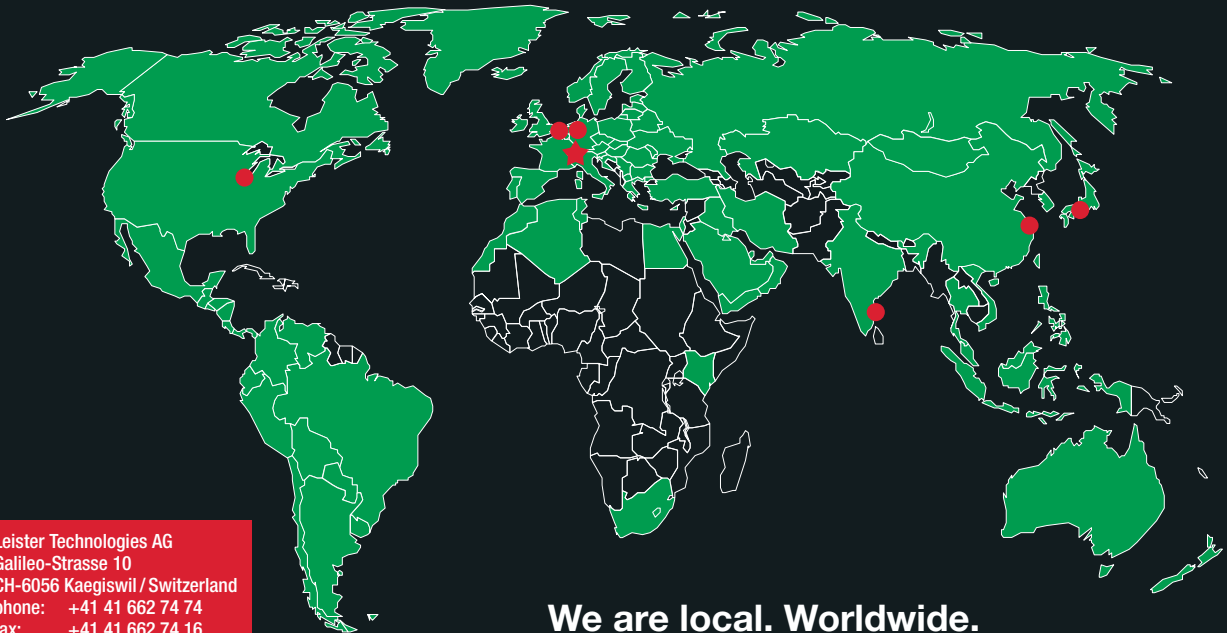 Leister Technologies AG
Galileo-Strasse 10
CH-6056 Kaegiswil / Switzerland
phone: +41 41 662 74 74
fax: +41 41 662 74 16
We are local. Worldwide.